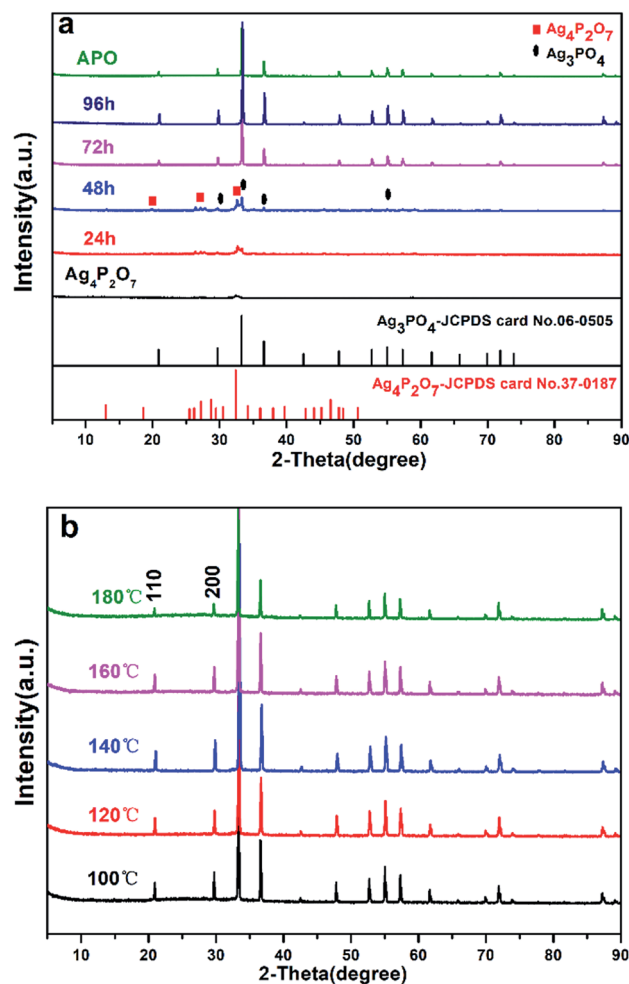 a
Ag4P2O7
Ag3PO4
APO
96h
72h
48h
24h
Ag4P2O7
Ag3PO4-JCPDS card No.06-0505
Ag4P2O7-JCPDS card No.37-0187
Intensity(a.u.)
10 20 30 40 50 60 70 80 90
2-Theta(degree)
b
110
200
180℃
160℃
140℃
120℃
100℃
Intensity(a.u.)
10 20 30 40 50 60 70 80 90
2-Theta(degree)